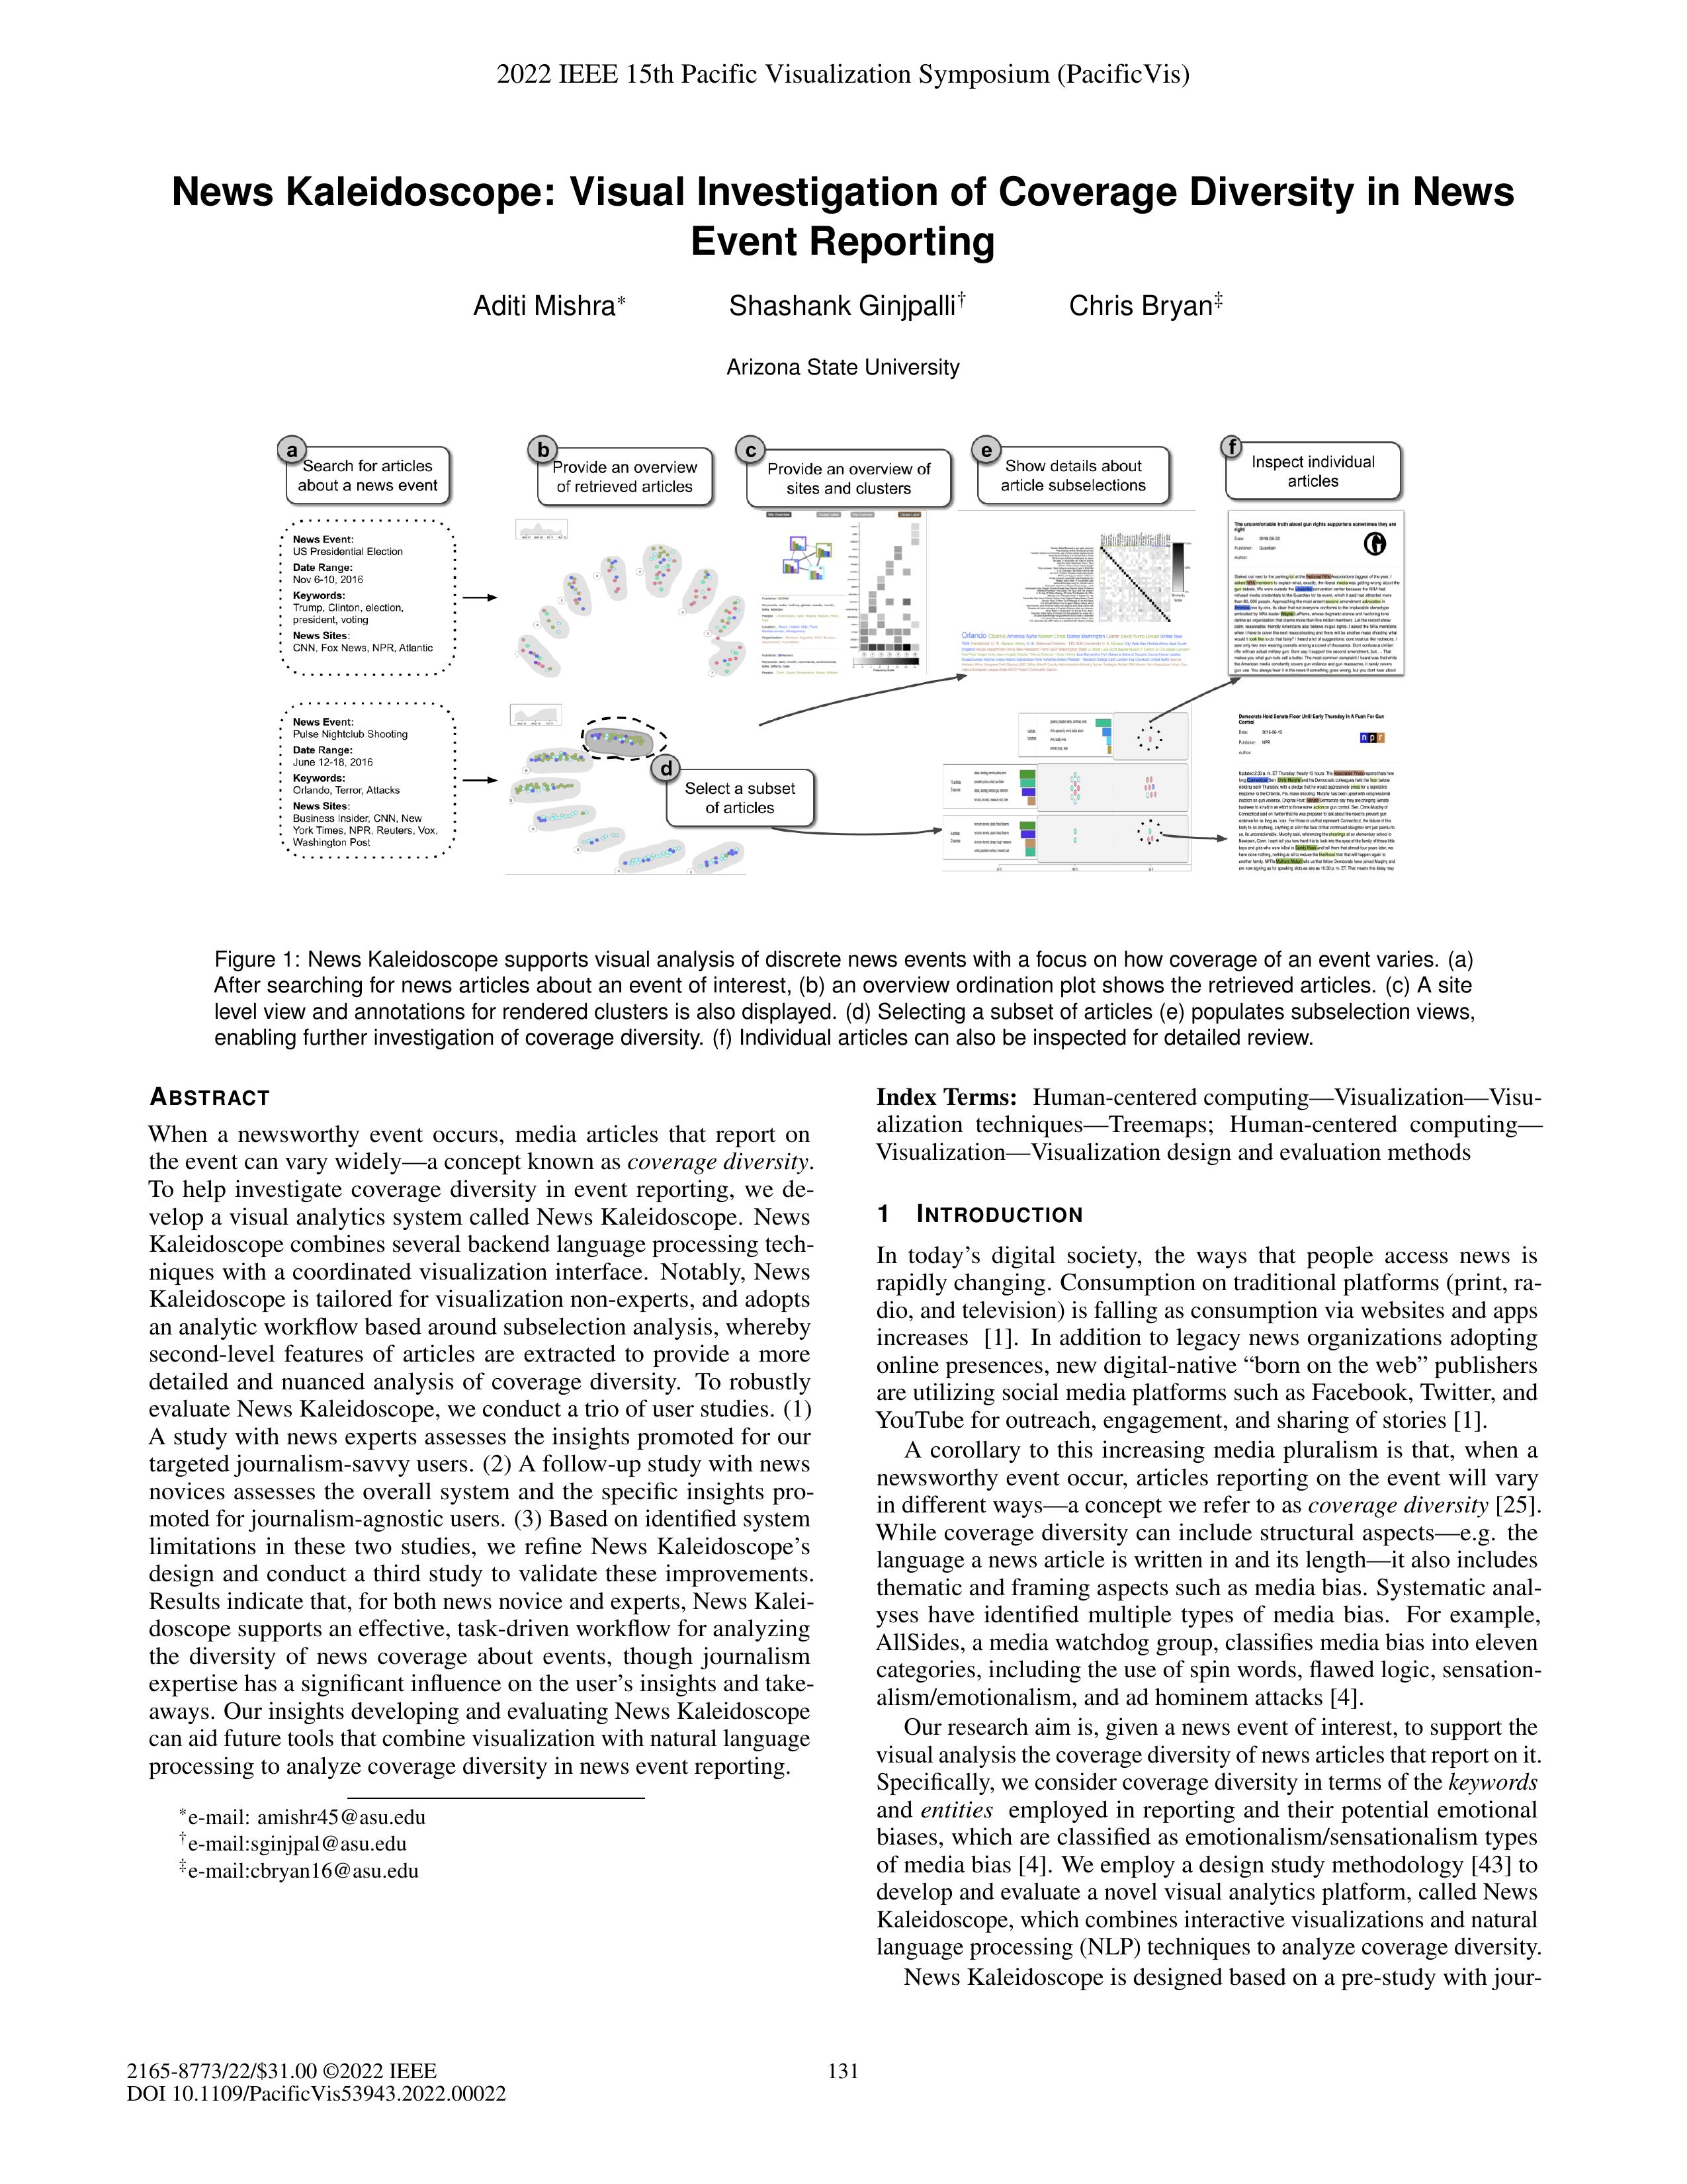 2022 IEEE 15th Pacific Visualization Symposium (PacificVis)
News Kaleidoscope: Visual Investigation of Coverage Diversity in News
Event Reporting
Aditi Mishra* Shashank Ginjpalli† Chris Bryan‡
Arizona State University
a
Search for articles
about a news event
b
Provide an overview
of retrieved articles
c
Provide an overview of
sites and clusters
e
Show details about
article subselections
f
Inspect individual
articles
News Event:
US Presidential Election
Date Range:
Nov 6-10, 2016
Keywords:
Trump, Clinton, election,
president, voting
News Sites:
CNN, Fox News, NPR, Atlantic
The uncomfortable truth about gun rights supporters sometimes they are
right
News Event:
Pulse Nightclub Shooting
Date Range:
June 12-18, 2016
Keywords:
Orlando, Terror, Attacks
News Sites:
Business Insider, CNN, New
York Times, NPR, Reuters, Vox,
Washington Post
d
Select a subset
of articles
Democrats Hold Senate Floor Until Early Thursday In A Push For Gun
Control
npr
Figure 1: News Kaleidoscope supports visual analysis of discrete news events with a focus on how coverage of an event varies. (a)
After searching for news articles about an event of interest, (b) an overview ordination plot shows the retrieved articles. (c) A site
level view and annotations for rendered clusters is also displayed. (d) Selecting a subset of articles (e) populates subselection views,
enabling further investigation of coverage diversity. (f) Individual articles can also be inspected for detailed review.
ABSTRACT
When a newsworthy event occurs, media articles that report on
the event can vary widely—a concept known as coverage diversity.
To help investigate coverage diversity in event reporting, we de-
velop a visual analytics system called News Kaleidoscope. News
Kaleidoscope combines several backend language processing tech-
niques with a coordinated visualization interface. Notably, News
Kaleidoscope is tailored for visualization non-experts, and adopts
an analytic workflow based around subselection analysis, whereby
second-level features of articles are extracted to provide a more
detailed and nuanced analysis of coverage diversity. To robustly
evaluate News Kaleidoscope, we conduct a trio of user studies. (1)
A study with news experts assesses the insights promoted for our
targeted journalism-savvy users. (2) A follow-up study with news
novices assesses the overall system and the specific insights pro-
moted for journalism-agnostic users. (3) Based on identified system
limitations in these two studies, we refine News Kaleidoscope's
design and conduct a third study to validate these improvements.
Results indicate that, for both news novice and experts, News Kalei-
doscope supports an effective, task-driven workflow for analyzing
the diversity of news coverage about events, though journalism
expertise has a significant influence on the user's insights and take-
aways. Our insights developing and evaluating News Kaleidoscope
can aid future tools that combine visualization with natural language
processing to analyze coverage diversity in news event reporting.
*e-mail: amishr45@asu.edu
†e-mail:sginjpal@asu.edu
‡e-mail:cbryan16@asu.edu
Index Terms: Human-centered computing—Visualization—Visu-
alization techniques—Treemaps; Human-centered computing—
Visualization—Visualization design and evaluation methods
1 INTRODUCTION
In today's digital society, the ways that people access news is
rapidly changing. Consumption on traditional platforms (print, ra-
dio, and television) is falling as consumption via websites and apps
increases [1]. In addition to legacy news organizations adopting
online presences, new digital-native “born on the web” publishers
are utilizing social media platforms such as Facebook, Twitter, and
YouTube for outreach, engagement, and sharing of stories [1].
A corollary to this increasing media pluralism is that, when a
newsworthy event occur, articles reporting on the event will vary
in different ways—a concept we refer to as coverage diversity [25].
While coverage diversity can include structural aspects—e.g. the
language a news article is written in and its length—it also includes
thematic and framing aspects such as media bias. Systematic anal-
yses have identified multiple types of media bias. For example,
AllSides, a media watchdog group, classifies media bias into eleven
categories, including the use of spin words, flawed logic, sensation-
alism/emotionalism, and ad hominem attacks [4].
Our research aim is, given a news event of interest, to support the
visual analysis the coverage diversity of news articles that report on it.
Specifically, we consider coverage diversity in terms of the keywords
and entities employed in reporting and their potential emotional
biases, which are classified as emotionalism/sensationalism types
of media bias [4]. We employ a design study methodology [43] to
develop and evaluate a novel visual analytics platform, called News
Kaleidoscope, which combines interactive visualizations and natural
language processing (NLP) techniques to analyze coverage diversity.
News Kaleidoscope is designed based on a pre-study with jour-
2165-8773/22/$31.00 ©2022 IEEE
DOI 10.1109/PacificVis53943.2022.00022
131